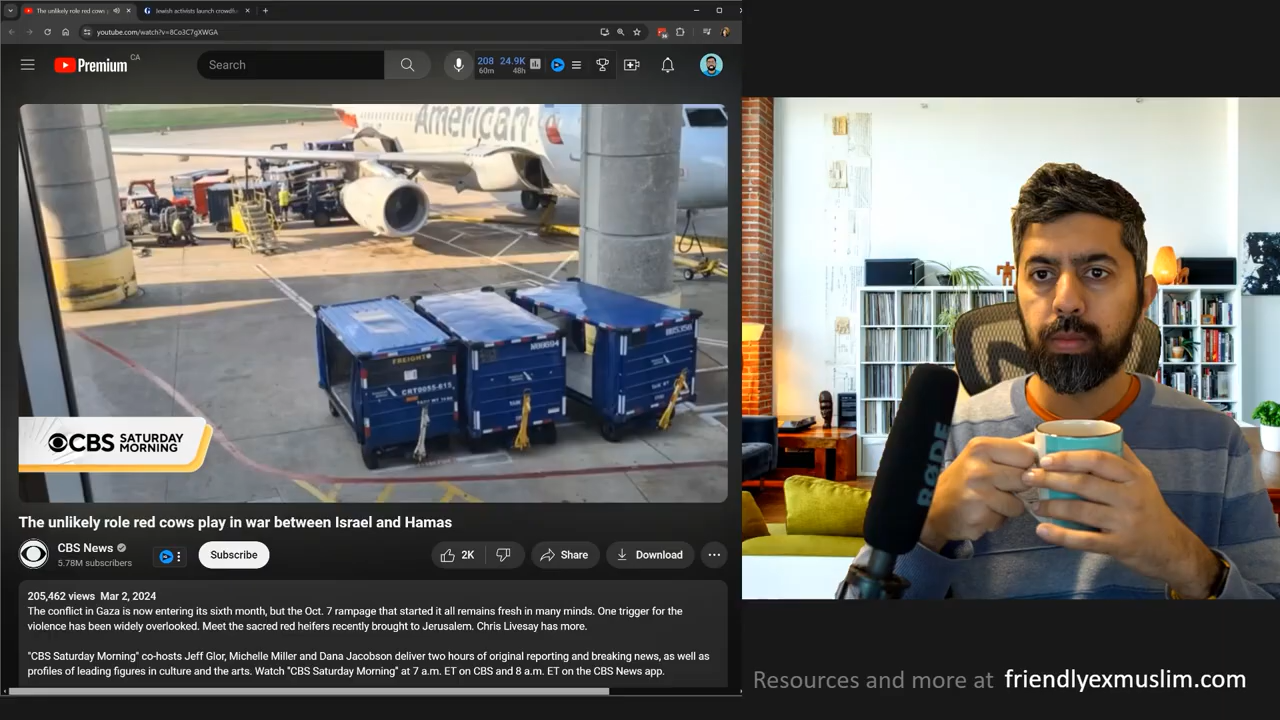 The unlikely role red cows
Jewish activists launch crowdfu
youtube.com/watch?v=8Co3C7gXWGA
Premium CA
Search
208 24.9K
60m 48h
American
FREIGHT
CBS SATURDAY MORNING
The unlikely role red cows play in war between Israel and Hamas
CBS News
5.78M subscribers
Subscribe
2K
Share
Download
205,462 views Mar 2, 2024
The conflict in Gaza is now entering its sixth month, but the Oct. 7 rampage that started it all remains fresh in many minds. One trigger for the
violence has been widely overlooked. Meet the sacred red heifers recently brought to Jerusalem. Chris Livesay has more.
"CBS Saturday Morning" co-hosts Jeff Glor, Michelle Miller and Dana Jacobson deliver two hours of original reporting and breaking news, as well as
profiles of leading figures in culture and the arts. Watch "CBS Saturday Morning" at 7 a.m. ET on CBS and 8 a.m. ET on the CBS News app.
RØDE
Resources and more at friendlyexmuslim.com